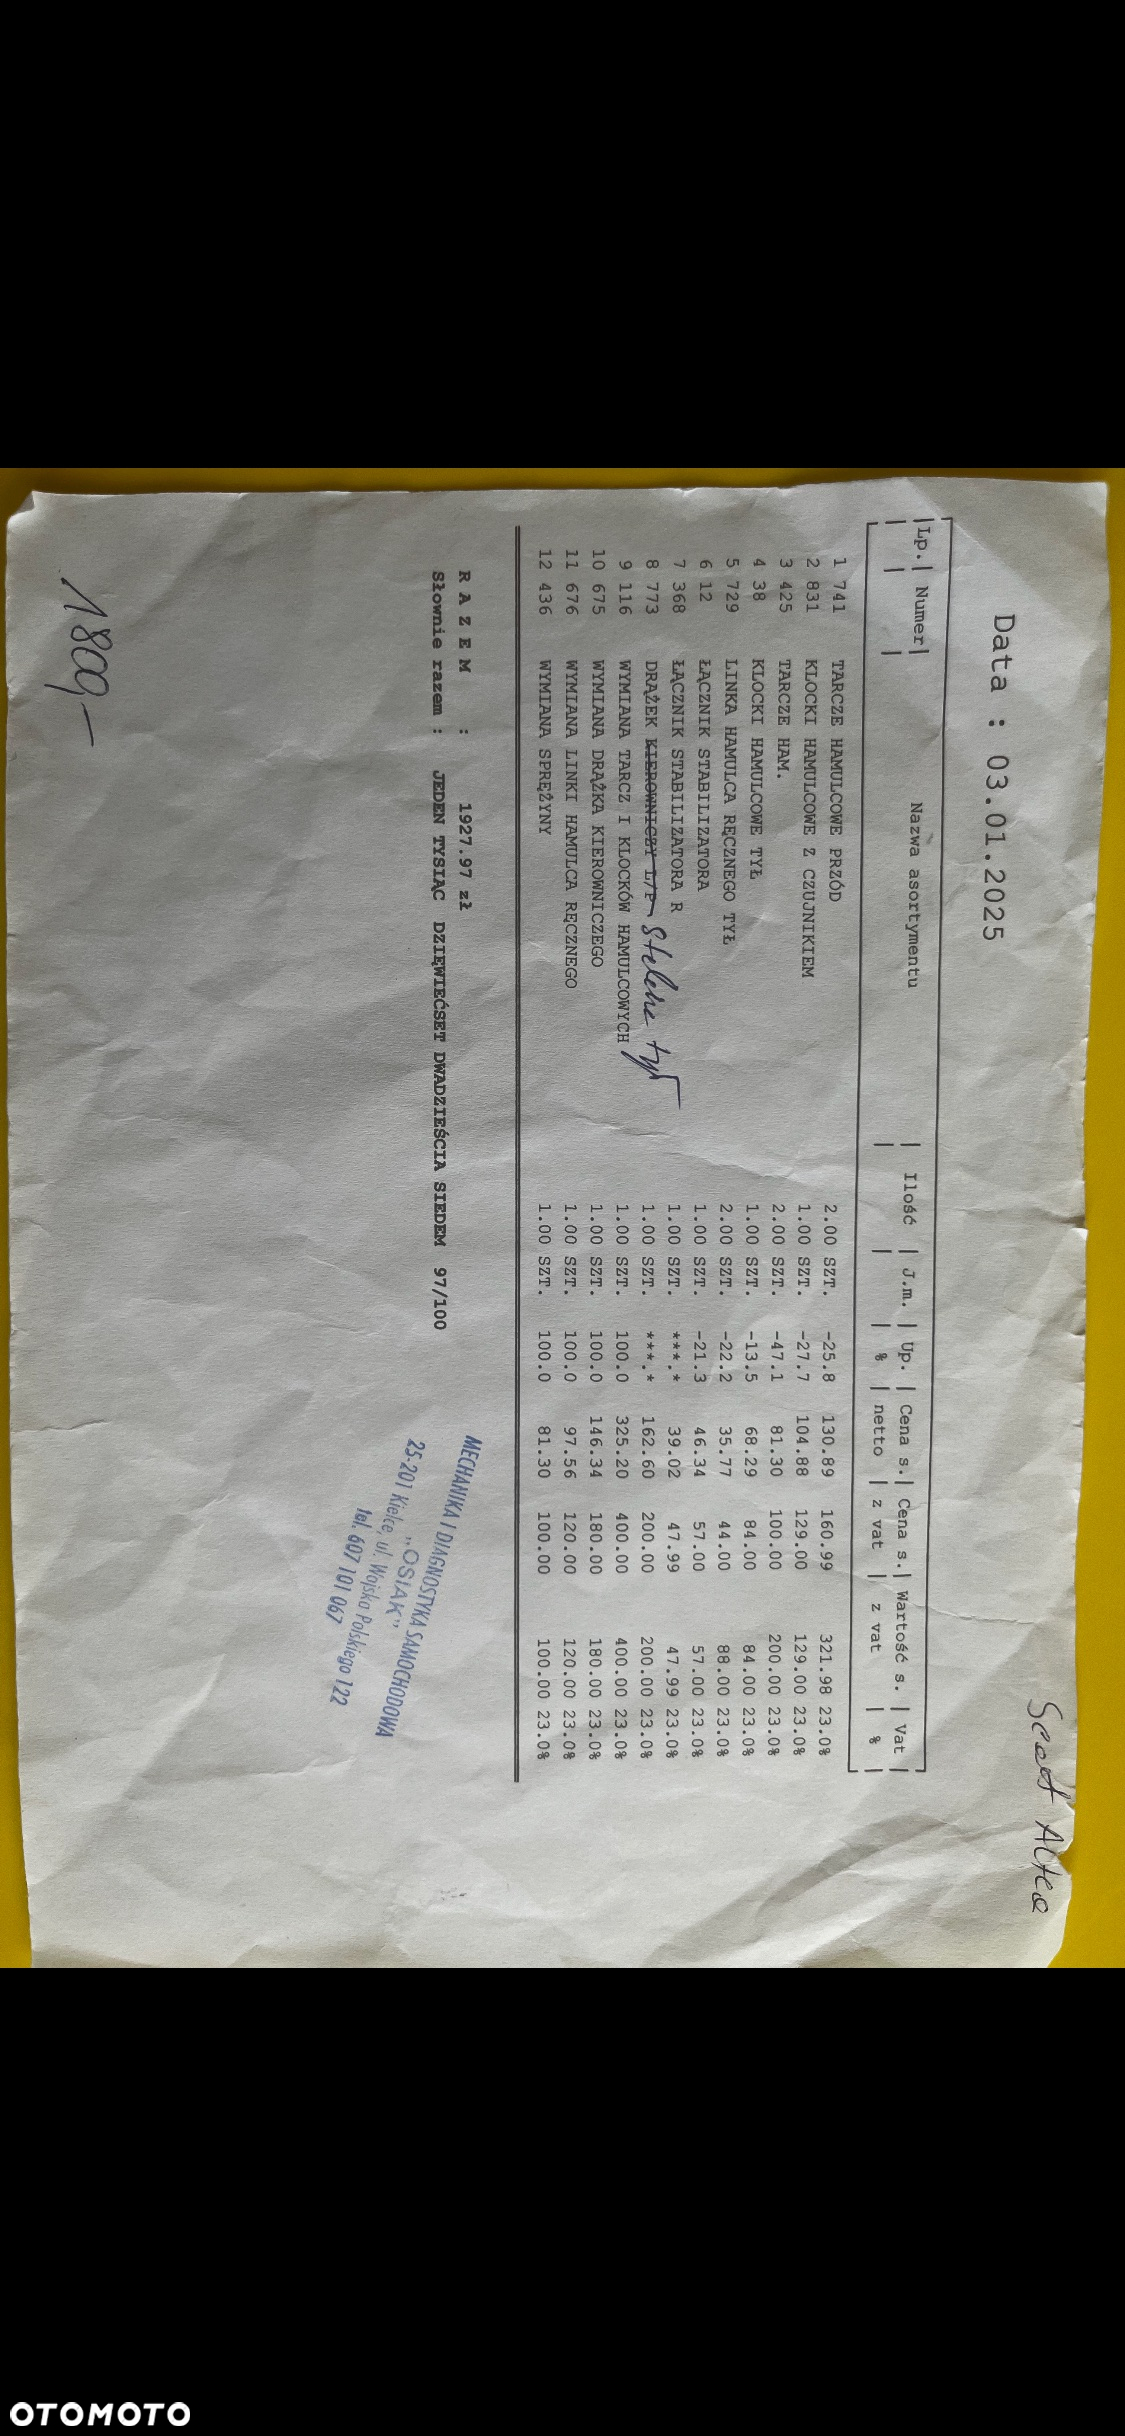 Seat Altea
Data : 03.01.2025
|Lp.| Numer| Nazwa asortymentu | Ilość | J.m. | Up. | Cena s.| Cena s.| Wartość s. | Vat |
| | | | | % | netto | z vat | z vat | % |
1 741 TARCZE HAMULCOWE PRZÓD 2.00 SZT. -25.8 130.89 160.99 321.98 23.0%
2 831 KLOCKI HAMULCOWE Z CZUJNIKIEM 1.00 SZT. -27.7 104.88 129.00 129.00 23.0%
3 425 TARCZE HAM. 2.00 SZT. -47.1 81.30 100.00 200.00 23.0%
4 38 KLOCKI HAMULCOWE TYŁ 1.00 SZT. -13.5 68.29 84.00 84.00 23.0%
5 729 LINKA HAMULCA RĘCZNEGO TYŁ 2.00 SZT. -22.2 35.77 44.00 88.00 23.0%
6 12 ŁĄCZNIK STABILIZATORA 1.00 SZT. -21.3 46.34 57.00 57.00 23.0%
7 368 ŁĄCZNIK STABILIZATORA R 1.00 SZT. ***.* 39.02 47.99 47.99 23.0%
8 773 DRĄŻEK KIEROWNICZY L/P tył 1.00 SZT. ***.* 162.60 200.00 200.00 23.0%
9 116 WYMIANA TARCZ I KLOCKÓW HAMULCOWYCH 1.00 SZT. 100.0 325.20 400.00 400.00 23.0%
10 675 WYMIANA DRĄŻKA KIEROWNICZEGO 1.00 SZT. 100.0 146.34 180.00 180.00 23.0%
11 676 WYMIANA LINKI HAMULCA RĘCZNEGO 1.00 SZT. 100.0 97.56 120.00 120.00 23.0%
12 436 WYMIANA SPRĘŻYNY 1.00 SZT. 100.0 81.30 100.00 100.00 23.0%
R A Z E M : 1927.97 zł
Słownie razem : JEDEN TYSIĄC DZIEWIĘĆSET DWADZIEŚCIA SIEDEM 97/100
MECHANIKA I DIAGNOSTYKA SAMOCHODOWA
"OSIAK"
25-201 Kielce, ul. Wojska Polskiego 122
tel. 607 101 067
1800,-
OTOMOTO